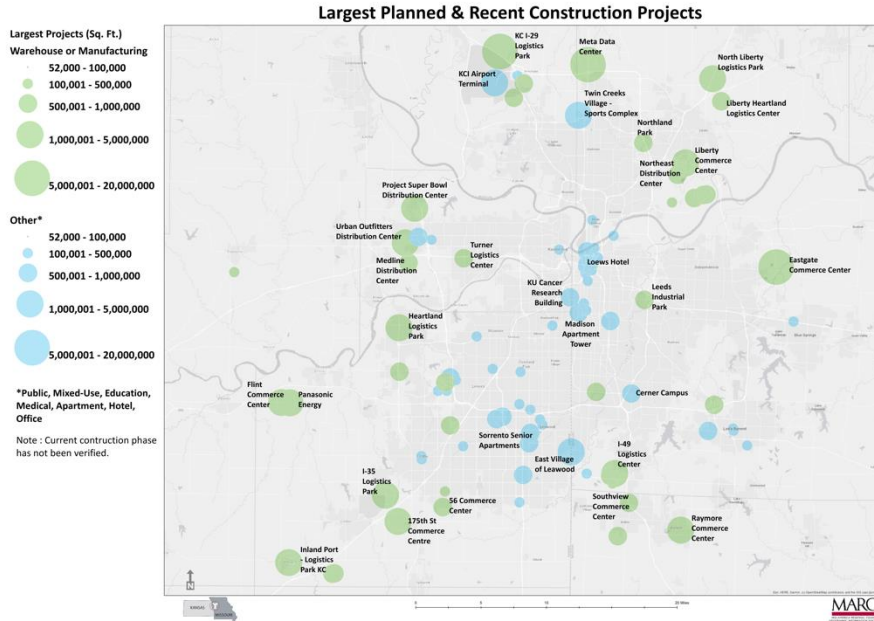 Largest Planned & Recent Construction Projects
Largest Projects (Sq. Ft.)
Warehouse or Manufacturing
52,000 - 100,000
100,001 - 500,000
500,001 - 1,000,000
1,000,001 - 5,000,000
5,000,001 - 20,000,000
Other*
52,000 - 100,000
100,001 - 500,000
500,001 - 1,000,000
1,000,001 - 5,000,000
5,000,001 - 20,000,000
*Public, Mixed-Use, Education,
Medical, Apartment, Hotel,
Office
Note : Current contruction phase
has not been verified.
KC I-29
Logistics
Park
Meta Data
Center
North Liberty
Logistics Park
KCI Airport
Terminal
Twin Creeks
Village -
Sports Complex
Liberty Heartland
Logistics Center
Northland
Park
Liberty
Commerce
Center
Northeast
Distribution
Center
Project Super Bowl
Distribution Center
Urban Outfitters
Distribution Center
Turner
Logistics
Center
Medline
Distribution
Center
Loews Hotel
Eastgate
Commerce Center
KU Cancer
Research
Building
Leeds
Industrial
Park
Heartland
Logistics
Park
Madison
Apartment
Tower
Flint
Commerce
Center
Panasonic
Energy
Cerner Campus
Sorrento Senior
Apartments
East Village
of Leawood
I-49
Logistics
Center
I-35
Logistics
Park
56 Commerce
Center
Southview
Commerce
Center
175th St
Commerce
Centre
Raymore
Commerce
Center
Inland Port
- Logistics
Park KC
N
KANSAS
MISSOURI
0 5 10 20 Miles
MARC